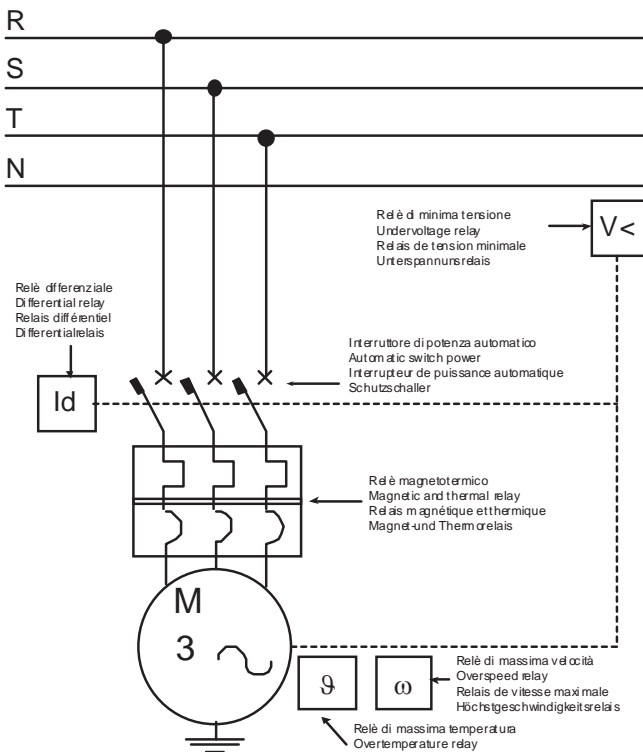 R
S
T
N
Relè di minima tensione
Undervoltage relay
Relais de tension minimale
Unterspannunsrelais
V<
Relè differenziale
Differential relay
Relais différentiel
Differentialrelais
Id
Interruttore di potenza automatico
Automatic switch power
Interrupteur de puissance automatique
Schutzschaller
Relè magnetotermico
Magnetic and thermal relay
Relais magnétique et thermique
Magnet-und Thermorelais
M
3
ϑ
ω
Relè di massima velocità
Overspeed relay
Relais de vitesse maximale
Höchstgeschwindigkeitsrelais
Relè di massima temperatura
Overtemperature relay